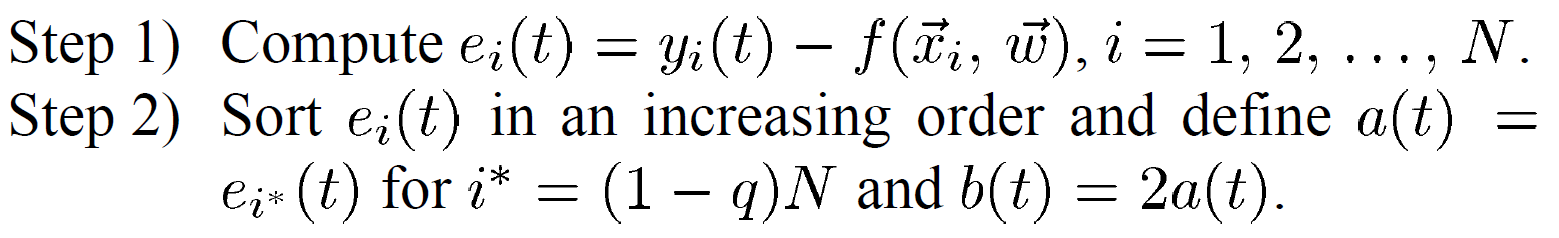 Step 1) Compute e_i(t) = y_i(t) − f(x⃗_i, w⃗), i = 1, 2, ..., N.
Step 2) Sort e_i(t) in an increasing order and define a(t) =
e_{i*}(t) for i* = (1 − q)N and b(t) = 2a(t).